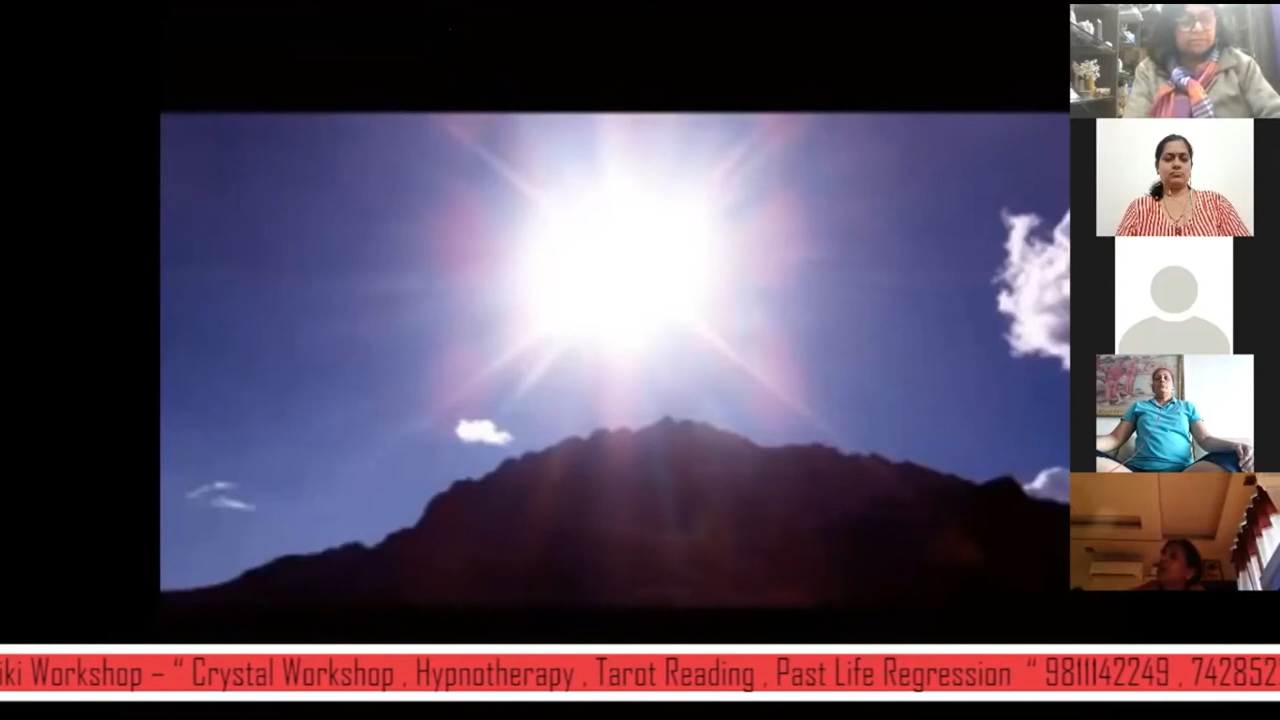 iki Workshop – “ Crystal Workshop , Hypnotherapy , Tarot Reading , Past Life Regression “ 9811142249 , 742852